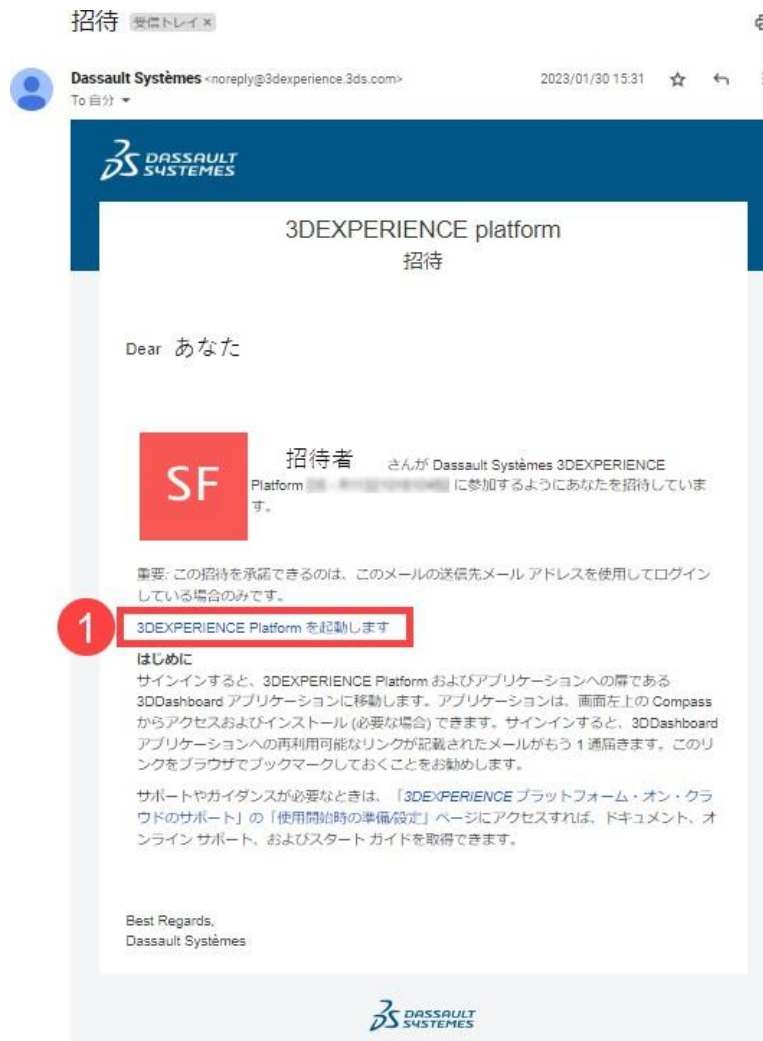 招待 受信トレイ ×
Dassault Systèmes <noreply@3dexperience.3ds.com> 2023/01/30 15:31
To 自分
DASSAULT
SYSTEMES
3DEXPERIENCE platform
招待
Dear あなた
SF
招待者 さんが Dassault Systèmes 3DEXPERIENCE
Platform に参加するようにあなたを招待していま
す。
重要: この招待を承諾できるのは、このメールの送信先メール アドレスを使用してログイン
している場合のみです。
1
3DEXPERIENCE Platform を起動します
はじめに
サインインすると、3DEXPERIENCE Platform およびアプリケーションへの扉である
3DDashboard アプリケーションに移動します。アプリケーションは、画面左上の Compass
からアクセスおよびインストール (必要な場合) できます。サインインすると、3DDashboard
アプリケーションへの再利用可能なリンクが記載されたメールがもう 1 通届きます。このリ
ンクをブラウザでブックマークしておくことをお勧めします。
サポートやガイダンスが必要なときは、「3DEXPERIENCE プラットフォーム・オン・クラ
ウドのサポート」の「使用開始時の準備/設定」ページにアクセスすれば、ドキュメント、オ
ンライン サポート、およびスタート ガイドを取得できます。
Best Regards,
Dassault Systèmes
DASSAULT
SYSTEMES